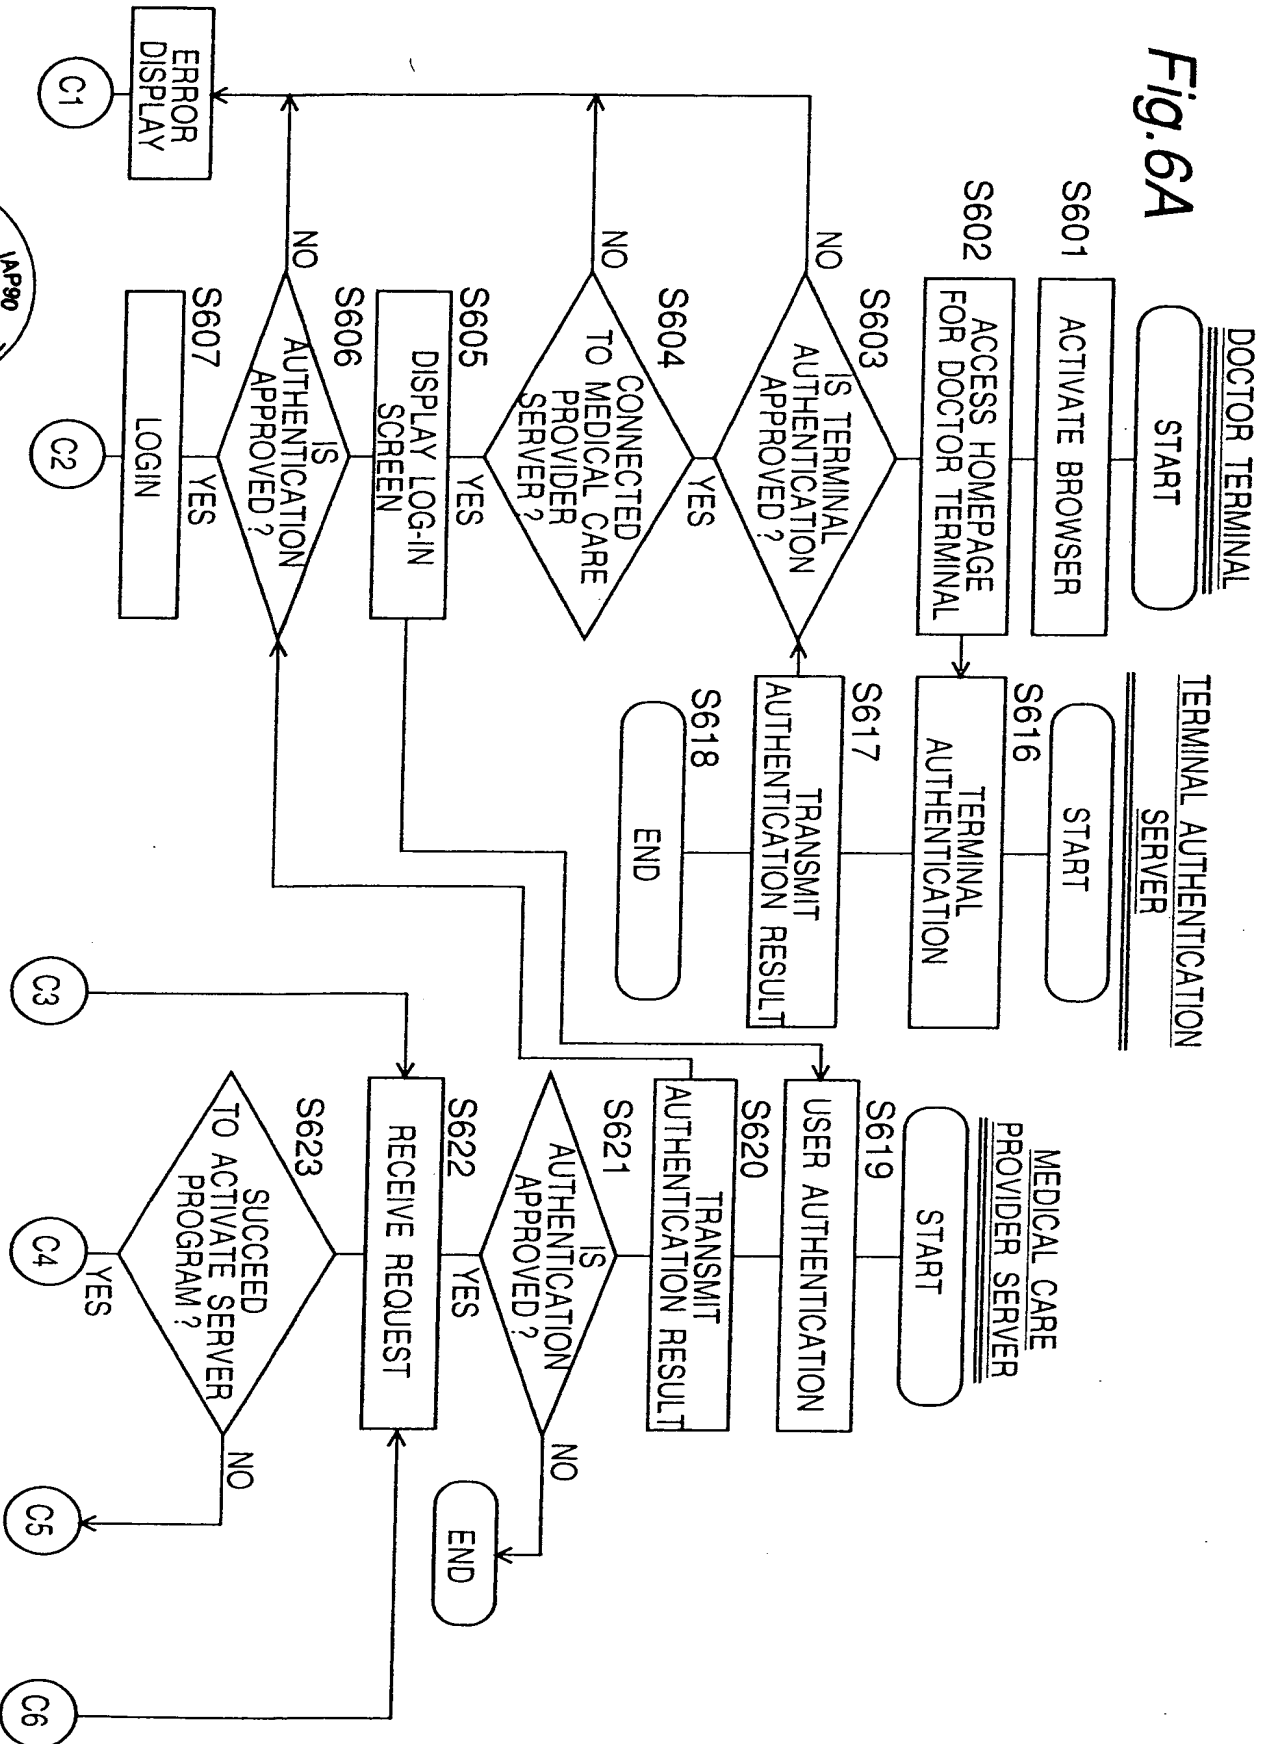 Fig.6A
DOCTOR TERMINAL
START
S601
ACTIVATE BROWSER
S602
ACCESS HOMEPAGE
FOR DOCTOR TERMINAL
S603
IS TERMINAL
AUTHENTICATION
APPROVED ?
NO
YES
S604
CONNECTED
TO MEDICAL CARE
PROVIDER
SERVER ?
NO
YES
S605
DISPLAY LOG-IN
SCREEN
S606
IS
AUTHENTICATION
APPROVED ?
NO
YES
S607
LOGIN
ERROR
DISPLAY
C1
C2
TERMINAL AUTHENTICATION
SERVER
START
S616
TERMINAL
AUTHENTICATION
S617
TRANSMIT
AUTHENTICATION RESULT
S618
END
MEDICAL CARE
PROVIDER SERVER
START
S619
USER AUTHENTICATION
S620
TRANSMIT
AUTHENTICATION RESULT
S621
IS
AUTHENTICATION
APPROVED ?
NO
YES
END
S622
RECEIVE REQUEST
S623
SUCCEED
TO ACTIVATE SERVER
PROGRAM ?
NO
YES
C3
C4
C5
C6
IAP90